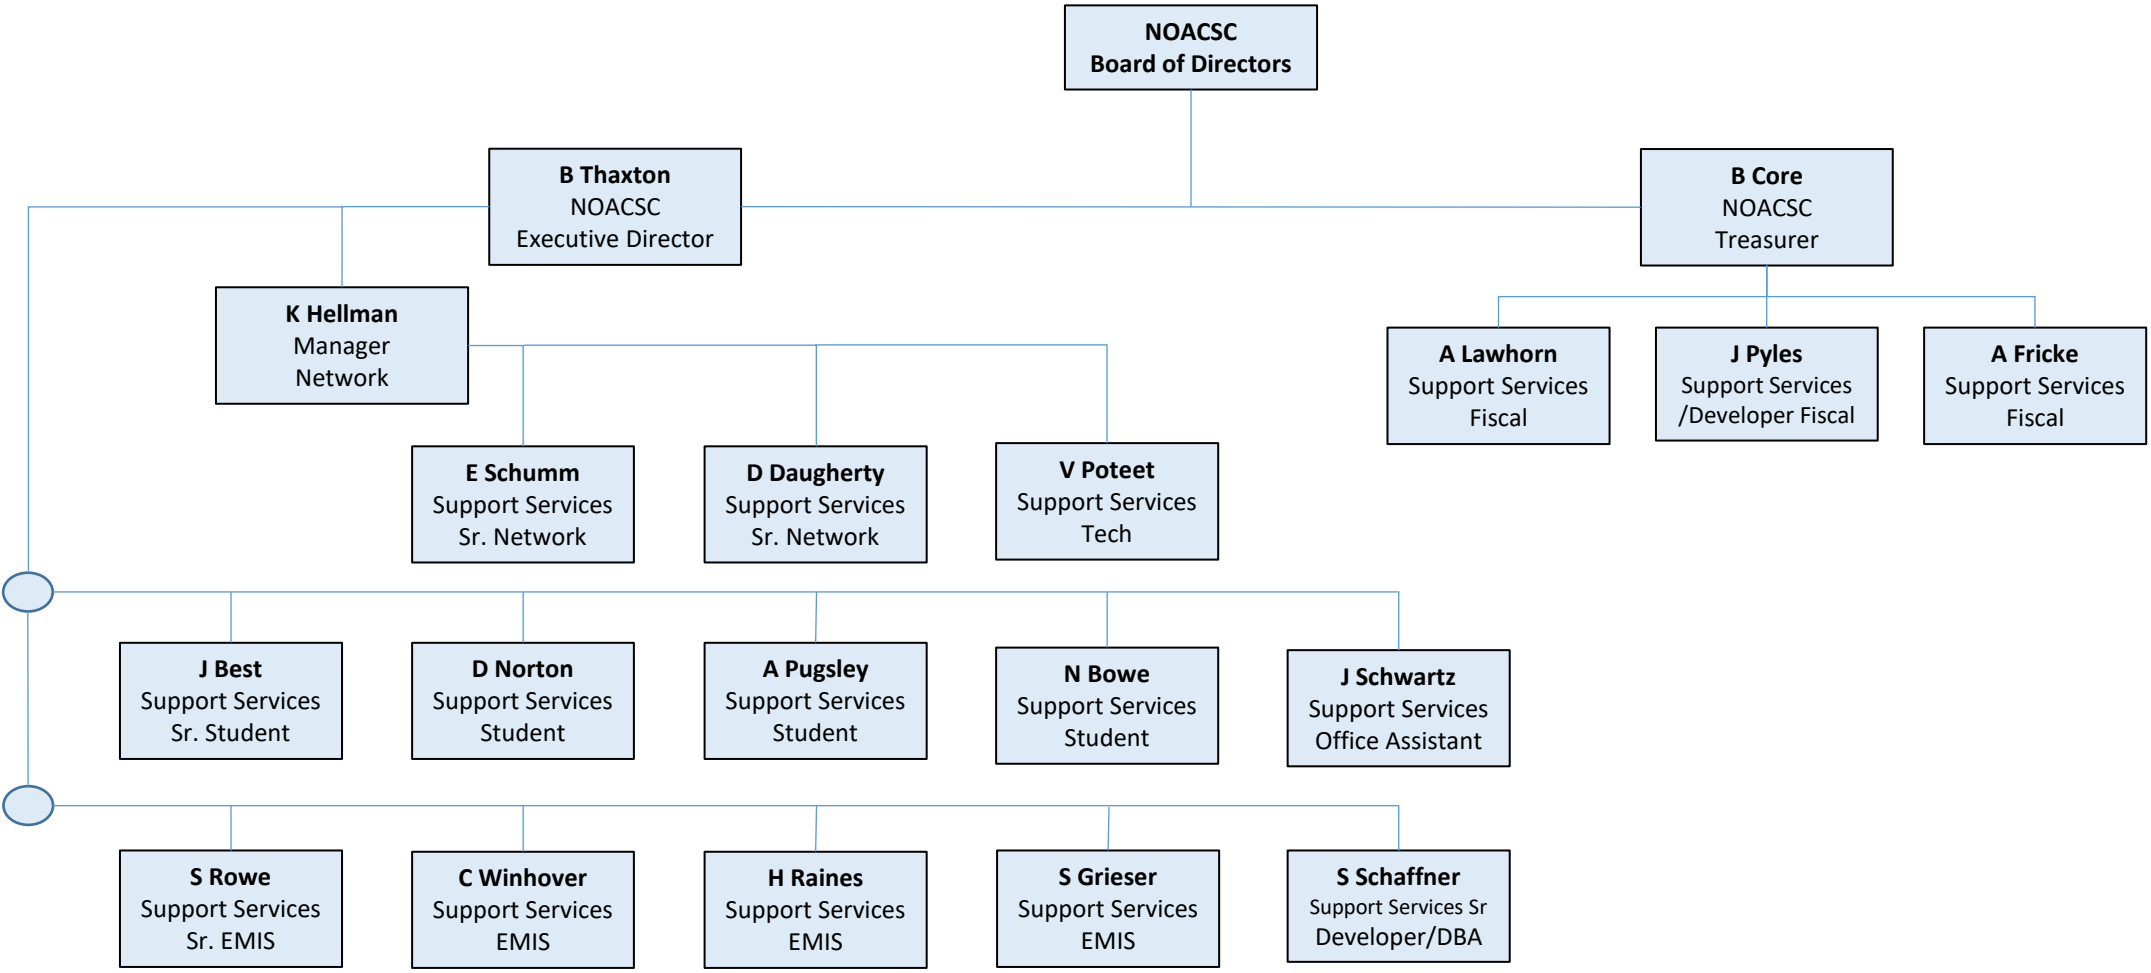 NOACSC
Board of Directors
B Thaxton
NOACSC
Executive Director
B Core
NOACSC
Treasurer
K Hellman
Manager
Network
A Lawhorn
Support Services
Fiscal
J Pyles
Support Services
/Developer Fiscal
A Fricke
Support Services
Fiscal
E Schumm
Support Services
Sr. Network
D Daugherty
Support Services
Sr. Network
V Poteet
Support Services
Tech
J Best
Support Services
Sr. Student
D Norton
Support Services
Student
A Pugsley
Support Services
Student
N Bowe
Support Services
Student
J Schwartz
Support Services
Office Assistant
S Rowe
Support Services
Sr. EMIS
C Winhover
Support Services
EMIS
H Raines
Support Services
EMIS
S Grieser
Support Services
EMIS
S Schaffner
Support Services Sr
Developer/DBA